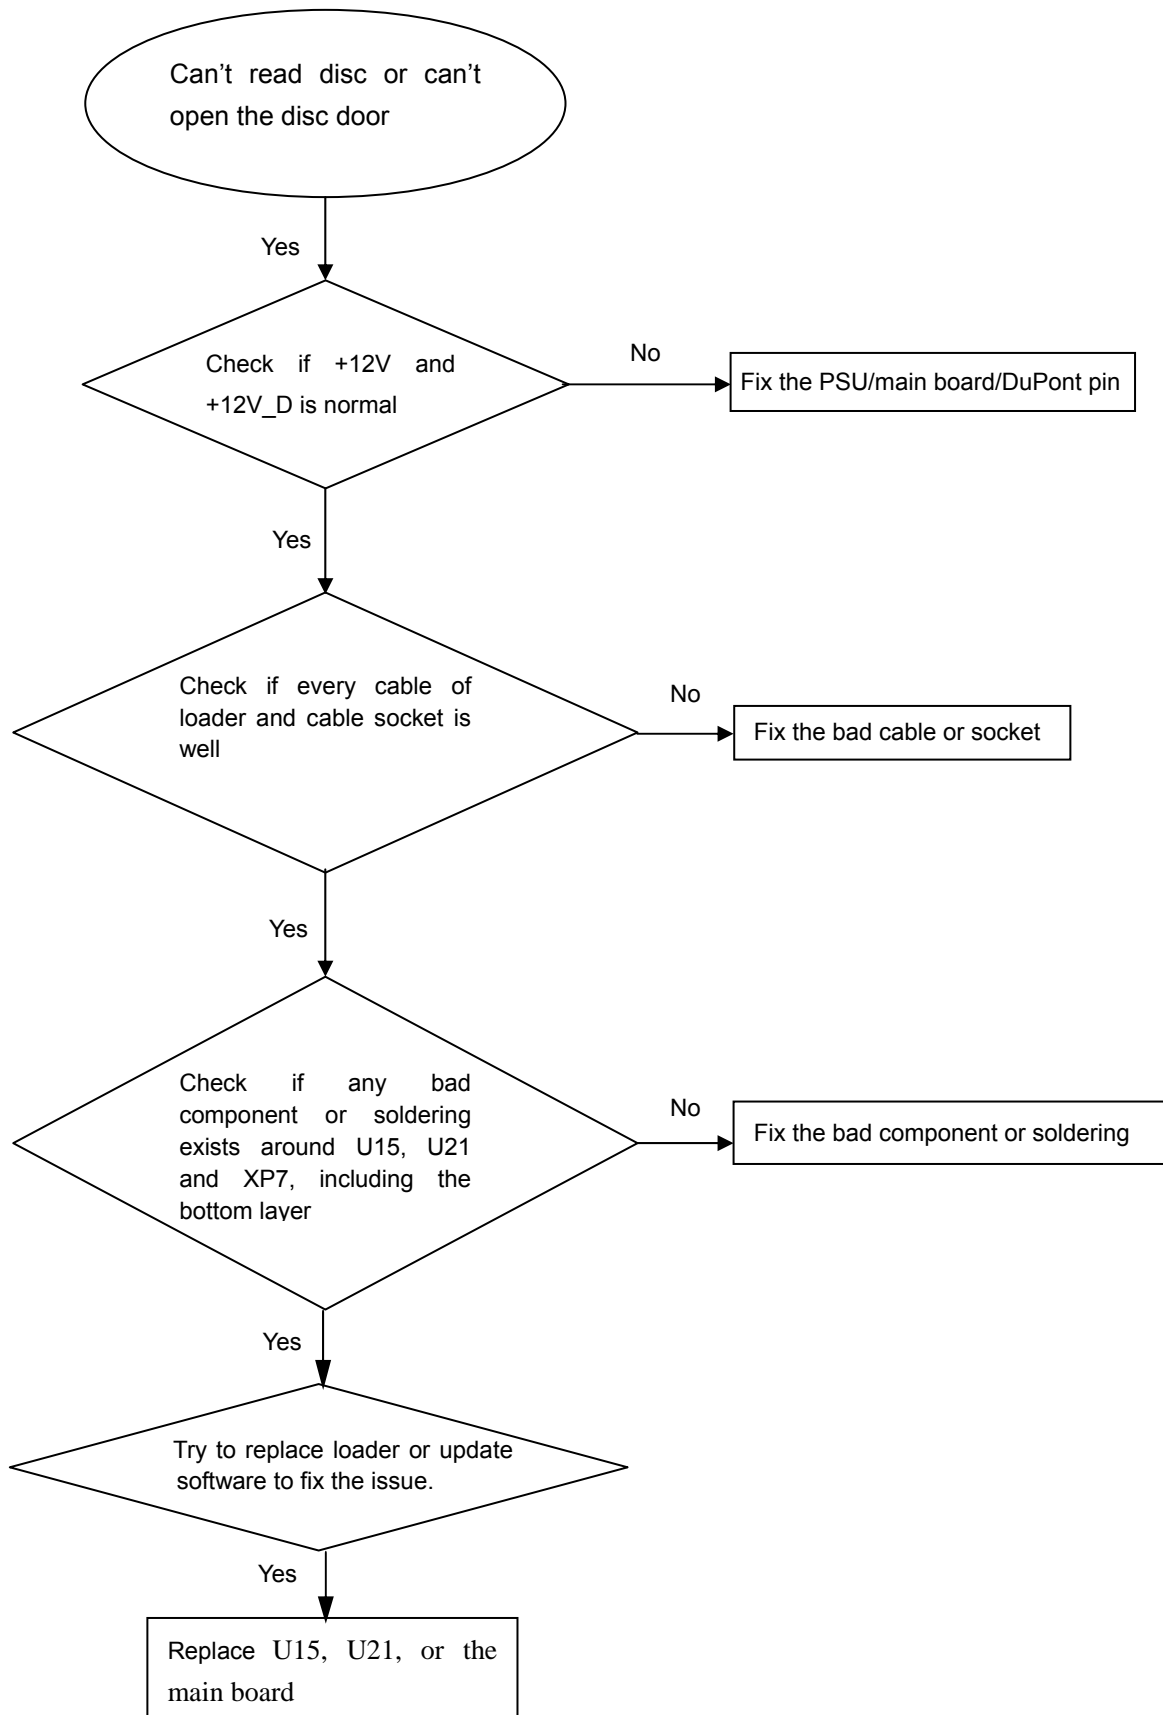 Can't read disc or can't
open the disc door
Yes
Check if +12V and
+12V_D is normal
No
Fix the PSU/main board/DuPont pin
Yes
Check if every cable of
loader and cable socket is
well
No
Fix the bad cable or socket
Yes
Check if any bad
component or soldering
exists around U15, U21
and XP7, including the
bottom layer
No
Fix the bad component or soldering
Yes
Try to replace loader or update
software to fix the issue.
Yes
Replace U15, U21, or the
main board